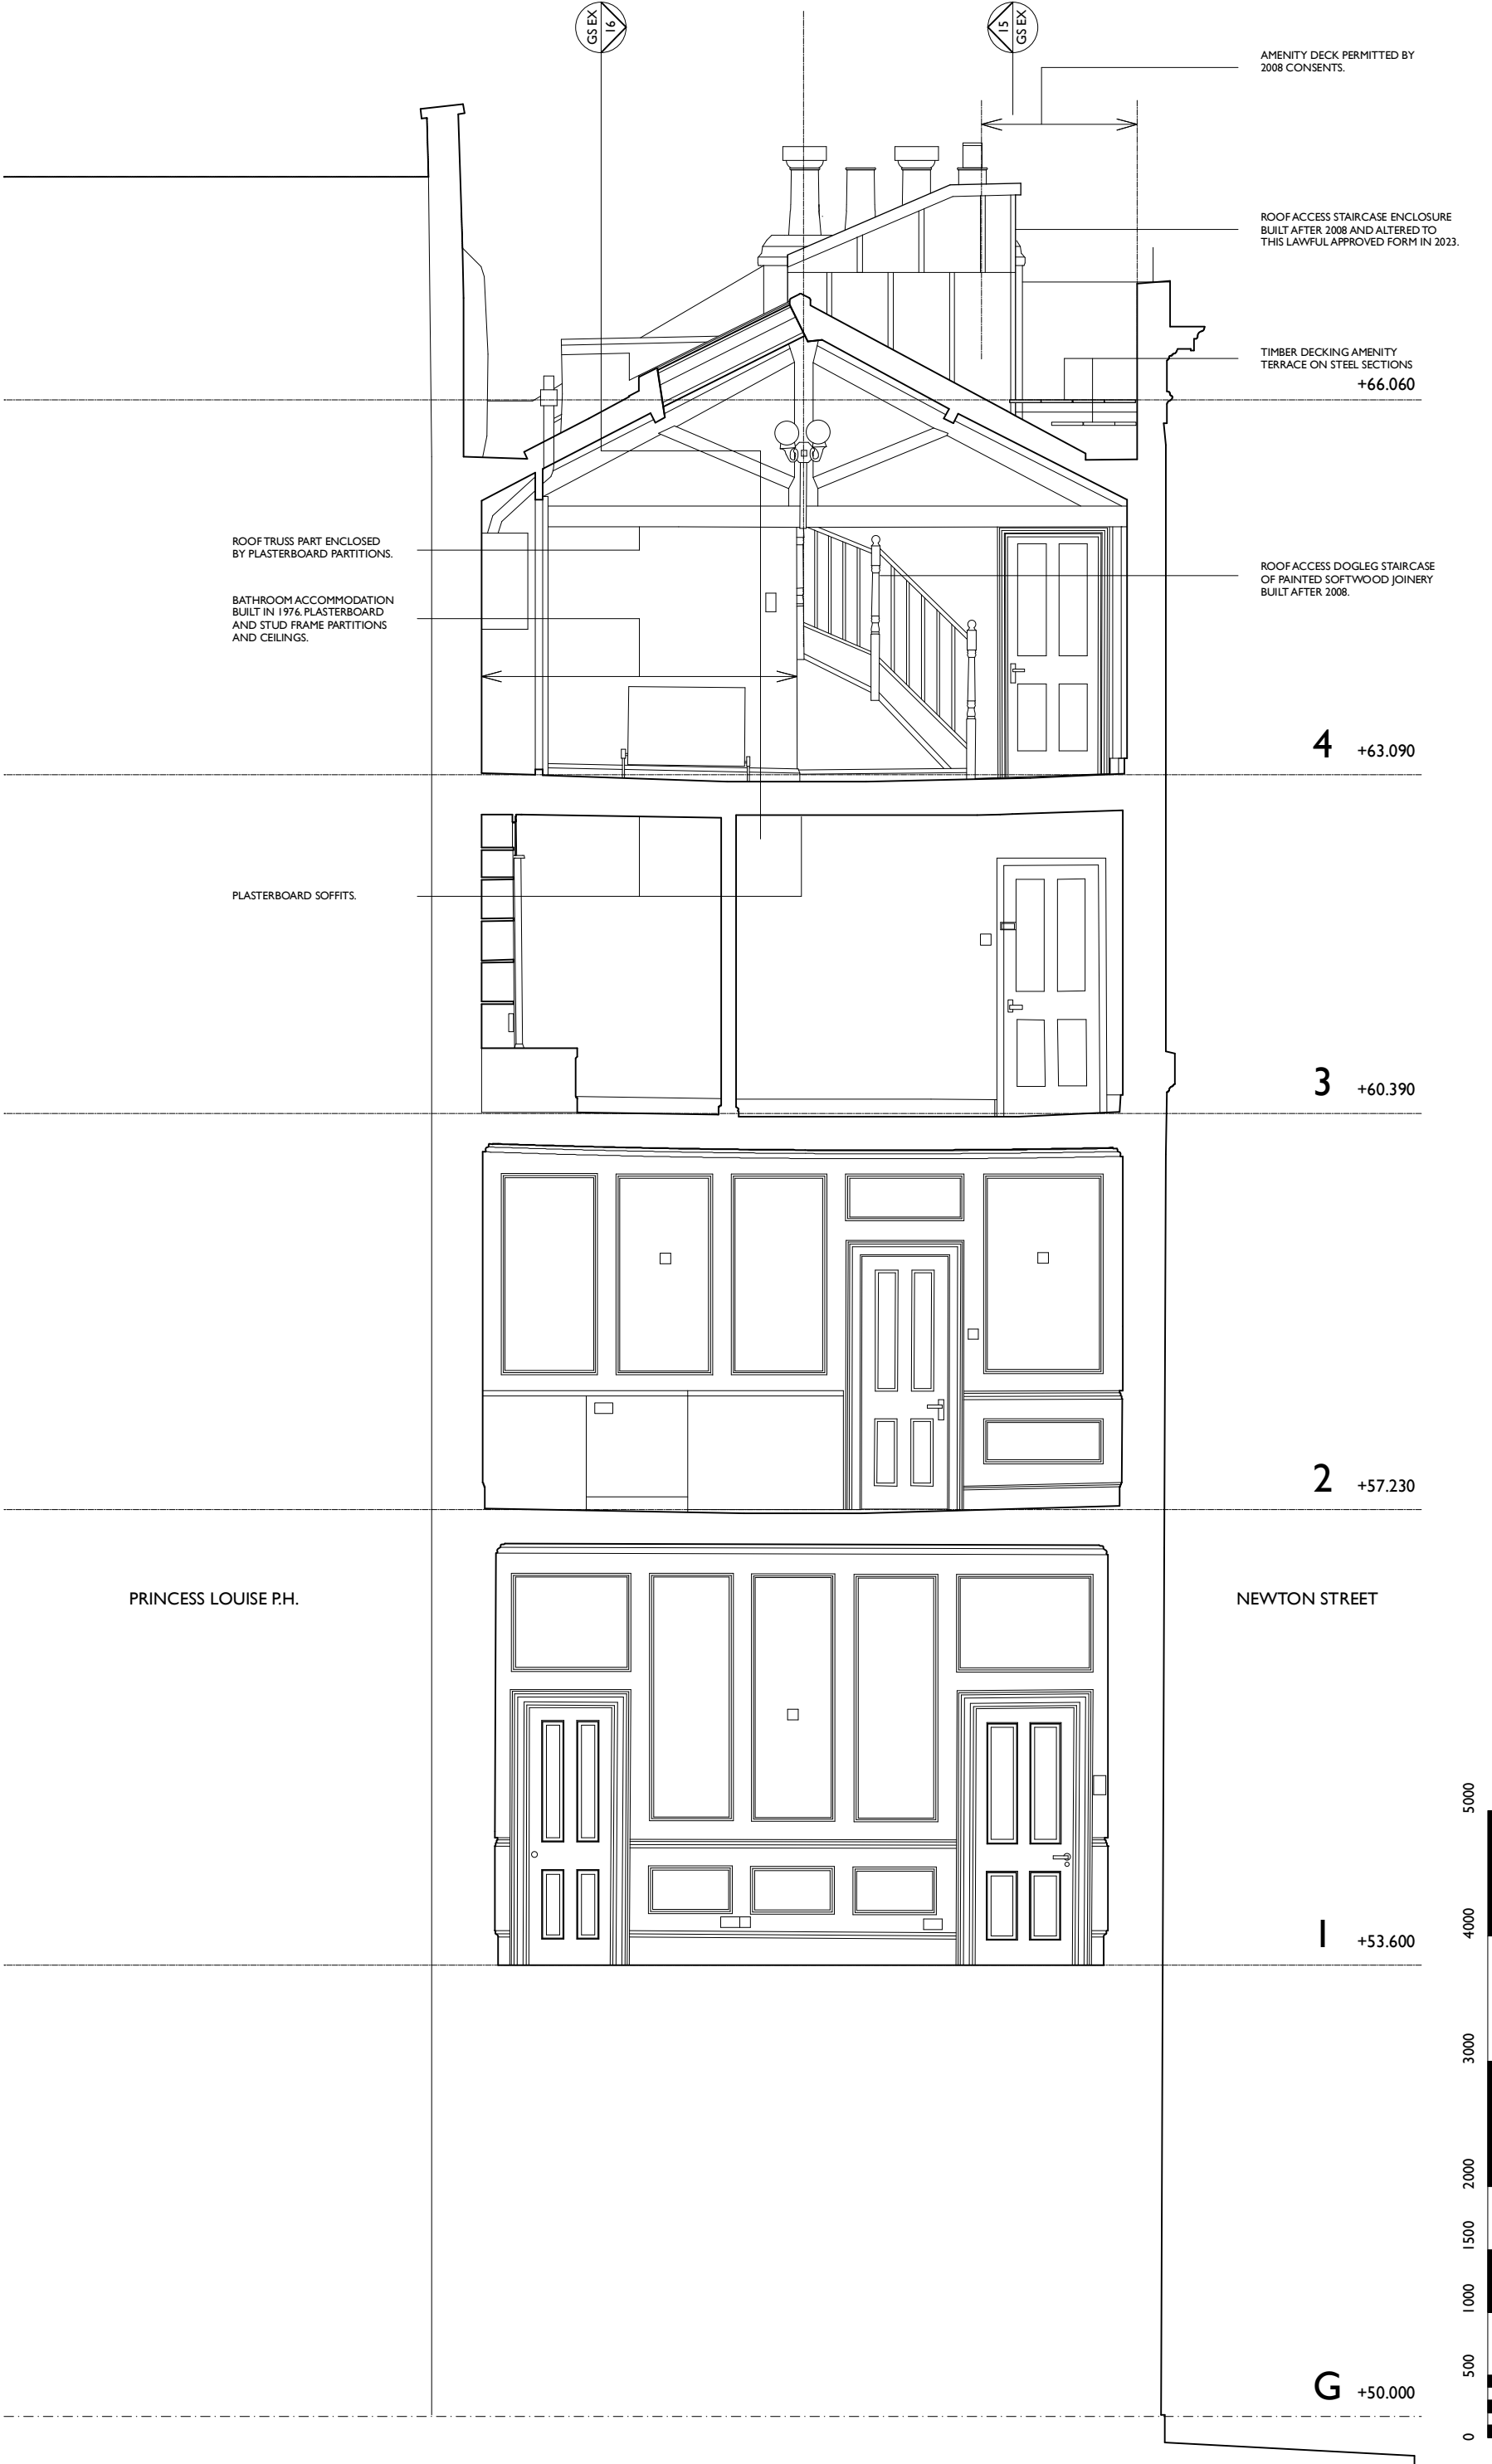 GS EX
16
15
GS EX
AMENITY DECK PERMITTED BY
2008 CONSENTS.
ROOF ACCESS STAIRCASE ENCLOSURE
BUILT AFTER 2008 AND ALTERED TO
THIS LAWFUL APPROVED FORM IN 2023.
TIMBER DECKING AMENITY
TERRACE ON STEEL SECTIONS
+66.060
ROOF TRUSS PART ENCLOSED
BY PLASTERBOARD PARTITIONS.
ROOF ACCESS DOGLEG STAIRCASE
OF PAINTED SOFTWOOD JOINERY
BUILT AFTER 2008.
BATHROOM ACCOMMODATION
BUILT IN 1976. PLASTERBOARD
AND STUD FRAME PARTITIONS
AND CEILINGS.
4 +63.090
PLASTERBOARD SOFFITS.
3 +60.390
2 +57.230
PRINCESS LOUISE P.H.
NEWTON STREET
1 +53.600
G +50.000
5000
4000
3000
2000
1500
1000
500
0